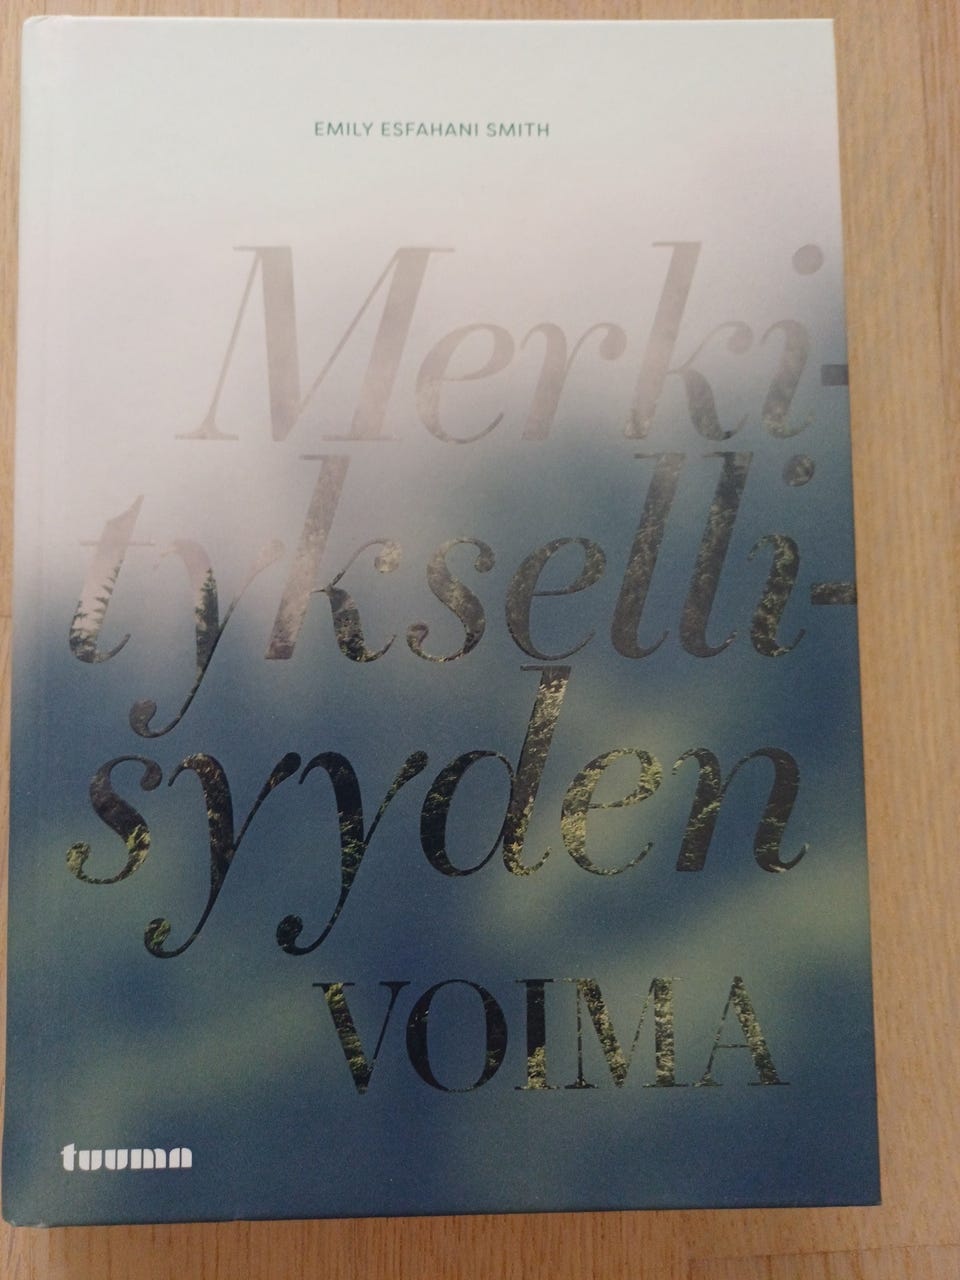 EMILY ESFAHANI SMITH
Merki-
tykselli-
syyden
VOIMA
tuuma